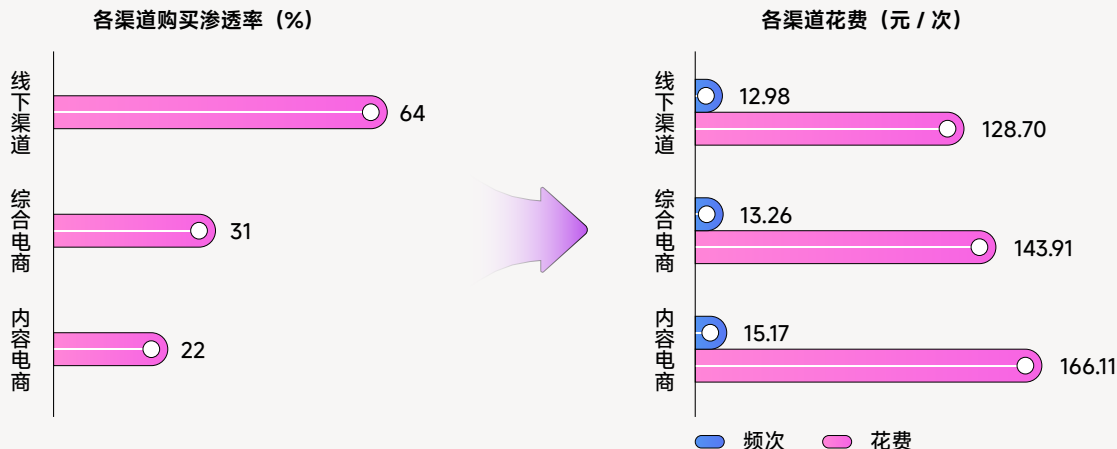 各渠道购买渗透率（%）
线下渠道
64
综合电商
31
内容电商
22
各渠道花费（元 / 次）
线下渠道
12.98
128.70
综合电商
13.26
143.91
内容电商
15.17
166.11
频次 花费